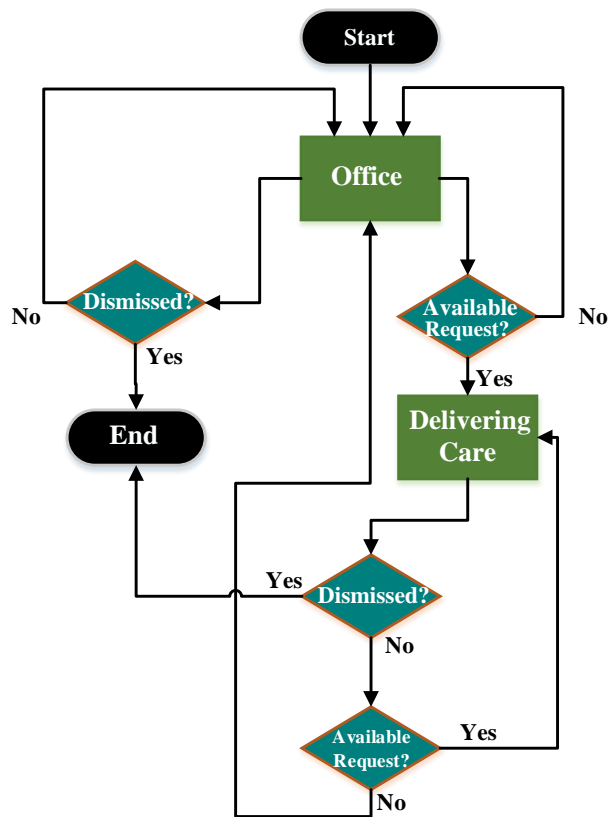 Start
Office
Dismissed?
No
Yes
Available
Request?
No
Yes
End
Delivering
Care
Yes
Dismissed?
No
Available
Request?
Yes
No